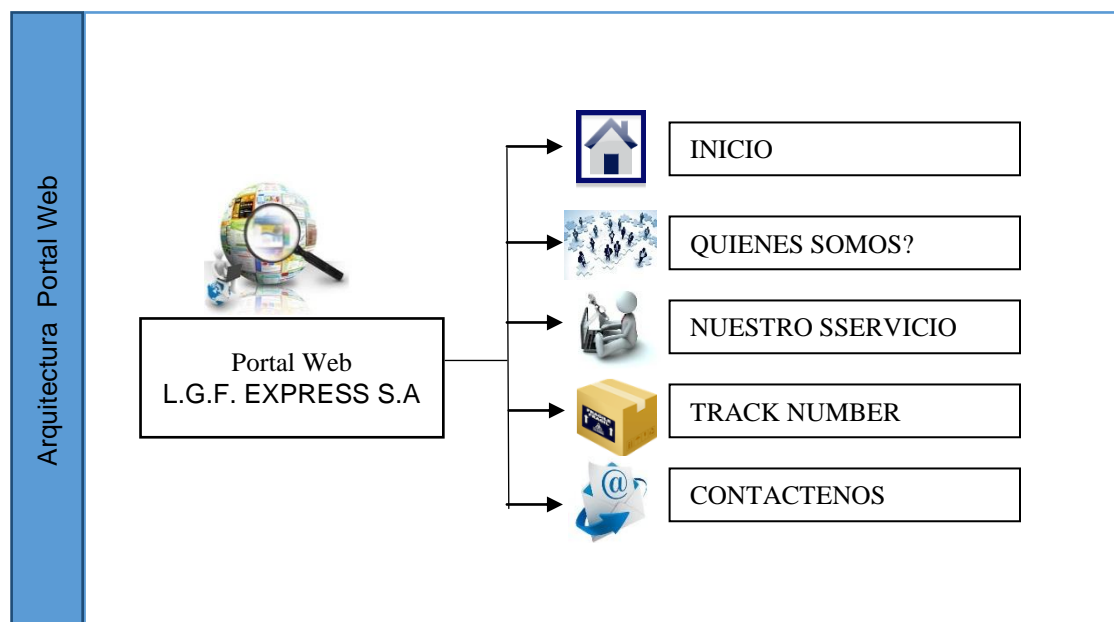 Arquitectura Portal Web
INICIO
QUIENES SOMOS?
NUESTRO SSERVICIO
TRACK NUMBER
CONTACTENOS
Portal Web
L.G.F. EXPRESS S.A
@